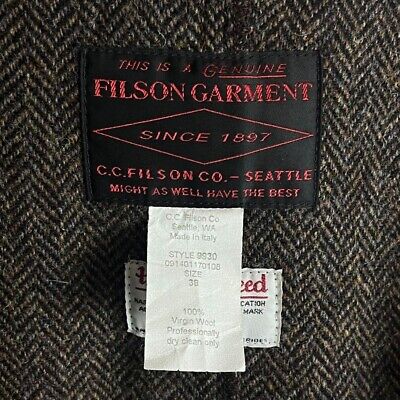 THIS IS A GENUINE
FILSON GARMENT
SINCE 1897
C.C. FILSON CO. – SEATTLE
MIGHT AS WELL HAVE THE BEST
C.C. Filson Co.
Seattle, WA
Made In Italy
STYLE 9930
091401170108
SIZE
38
100%
Virgin Wool
Professionally
dry clean only